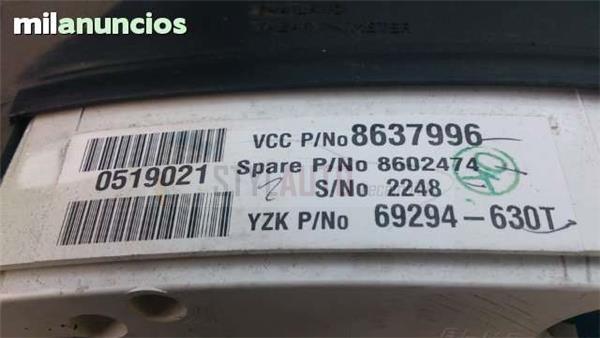 milanuncios
VCC P/No 8637996
0519021
Spare P/No 8602474
S/No 2248
YZK P/No 69294-630T